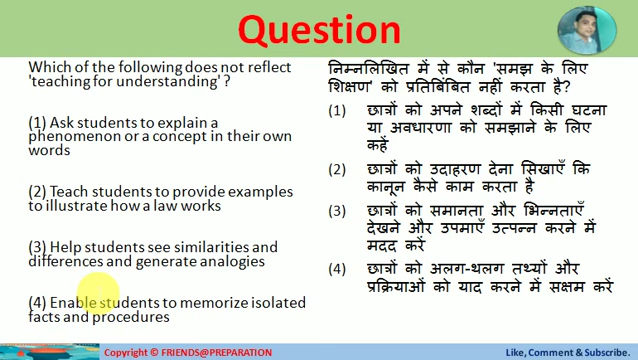 Question
Which of the following does not reflect
'teaching for understanding' ?
(1) Ask students to explain a
phenomenon or a concept in their own
words
(2) Teach students to provide examples
to illustrate how a law works
(3) Help students see similarities and
differences and generate analogies
(4) Enable students to memorize isolated
facts and procedures
निम्नलिखित में से कौन 'समझ के लिए
शिक्षण' को प्रतिबिंबित नहीं करता है?
(1) छात्रों को अपने शब्दों में किसी घटना
या अवधारणा को समझाने के लिए
कहें
(2) छात्रों को उदाहरण देना सिखाएँ कि
कानून कैसे काम करता है
(3) छात्रों को समानता और भिन्नताएँ
देखने और उपमाएँ उत्पन्न करने में
मदद करें
(4) छात्रों को अलग-थलग तथ्यों और
प्रक्रियाओं को याद करने में सक्षम करें
Copyright © FRIENDS@PREPARATION
Like, Comment & Subscribe.